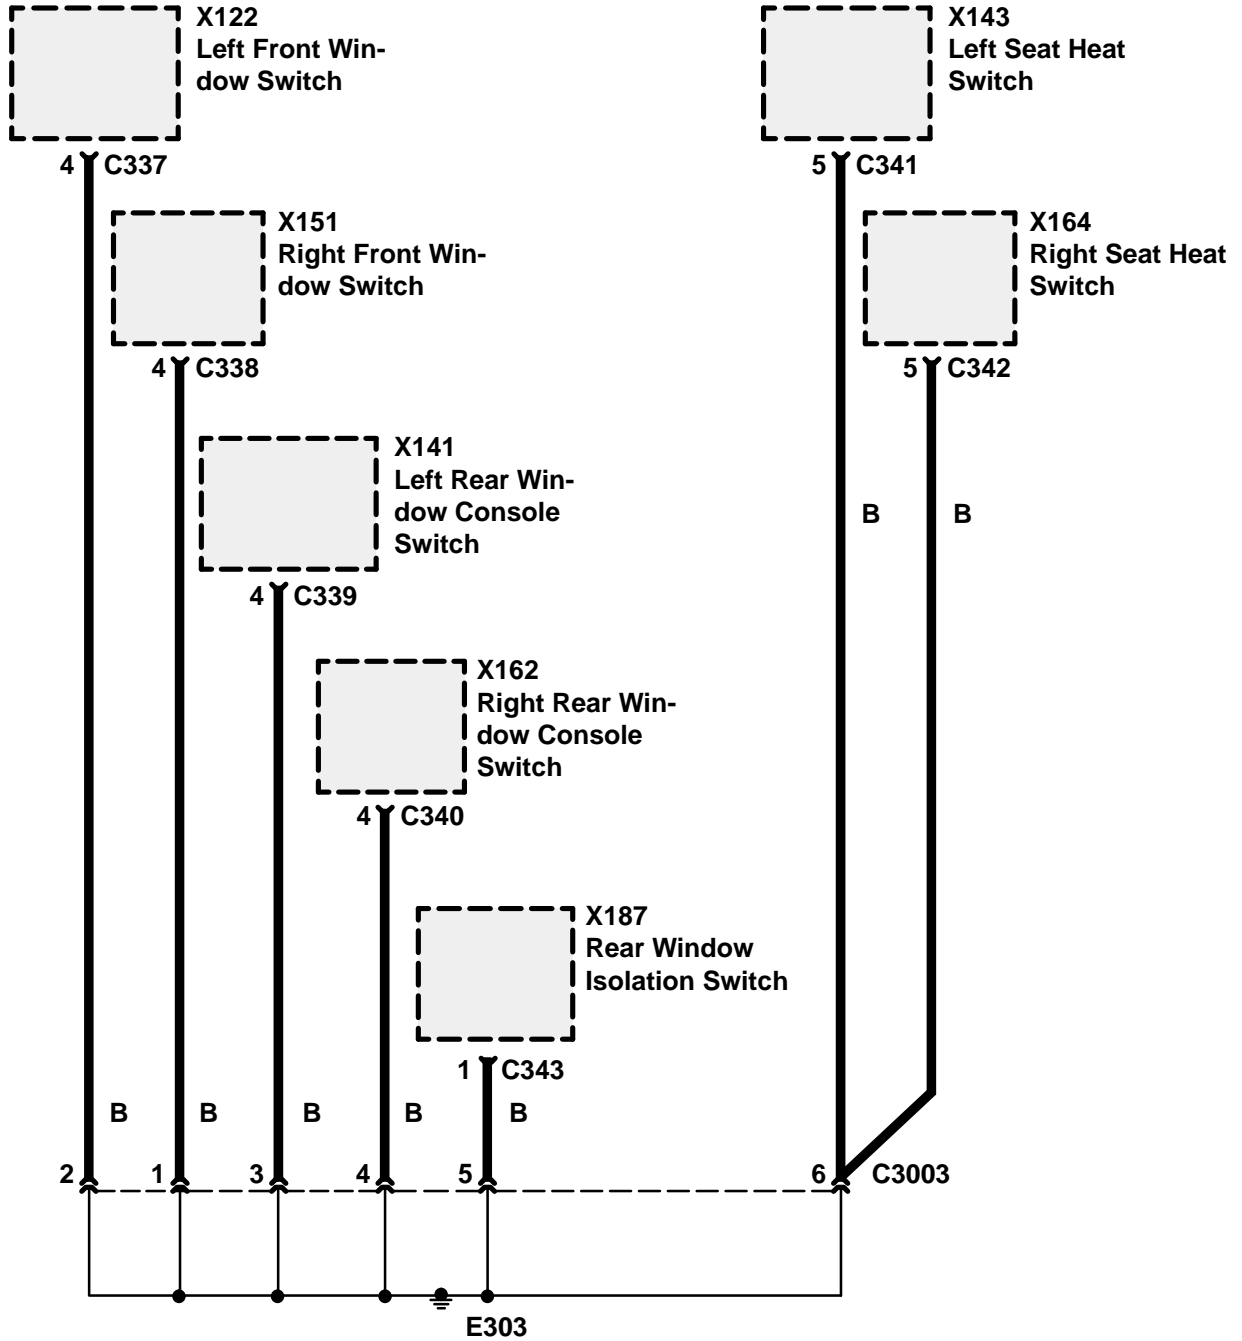 X122
Left Front Win-
dow Switch
4 C337
X143
Left Seat Heat
Switch
5 C341
X151
Right Front Win-
dow Switch
4 C338
X164
Right Seat Heat
Switch
5 C342
X141
Left Rear Win-
dow Console
Switch
4 C339
B B
X162
Right Rear Win-
dow Console
Switch
4 C340
X187
Rear Window
Isolation Switch
1 C343
B B B B B
2 1 3 4 5 6 C3003
E303